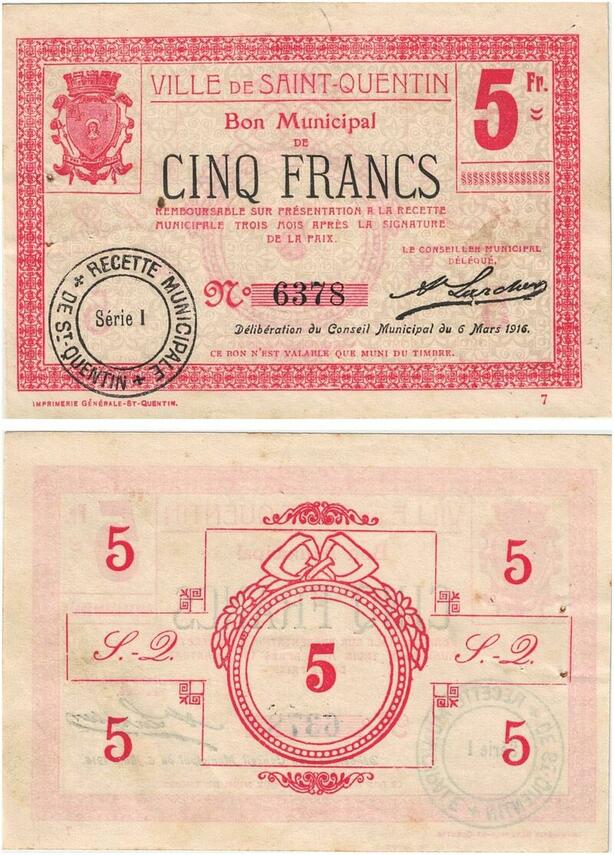 VILLE DE SAINT-QUENTIN
5 Fr.
Bon Municipal
DE
CINQ FRANCS
REMBOURSABLE SUR PRÉSENTATION A LA RECETTE
MUNICIPALE TROIS MOIS APRÈS LA SIGNATURE
DE LA PAIX.
LE CONSEILLER MUNICIPAL
DÉLÉGUÉ,
No 6378
RECETTE MUNICIPALE
DE ST-QUENTIN
Série I
Délibération du Conseil Municipal du 6 Mars 1916.
CE BON N'EST VALABLE QUE MUNI DU TIMBRE.
IMPRIMERIE GÉNÉRALE-ST-QUENTIN.
7
5
5
S.-Q.
5
S.-Q.
5
5